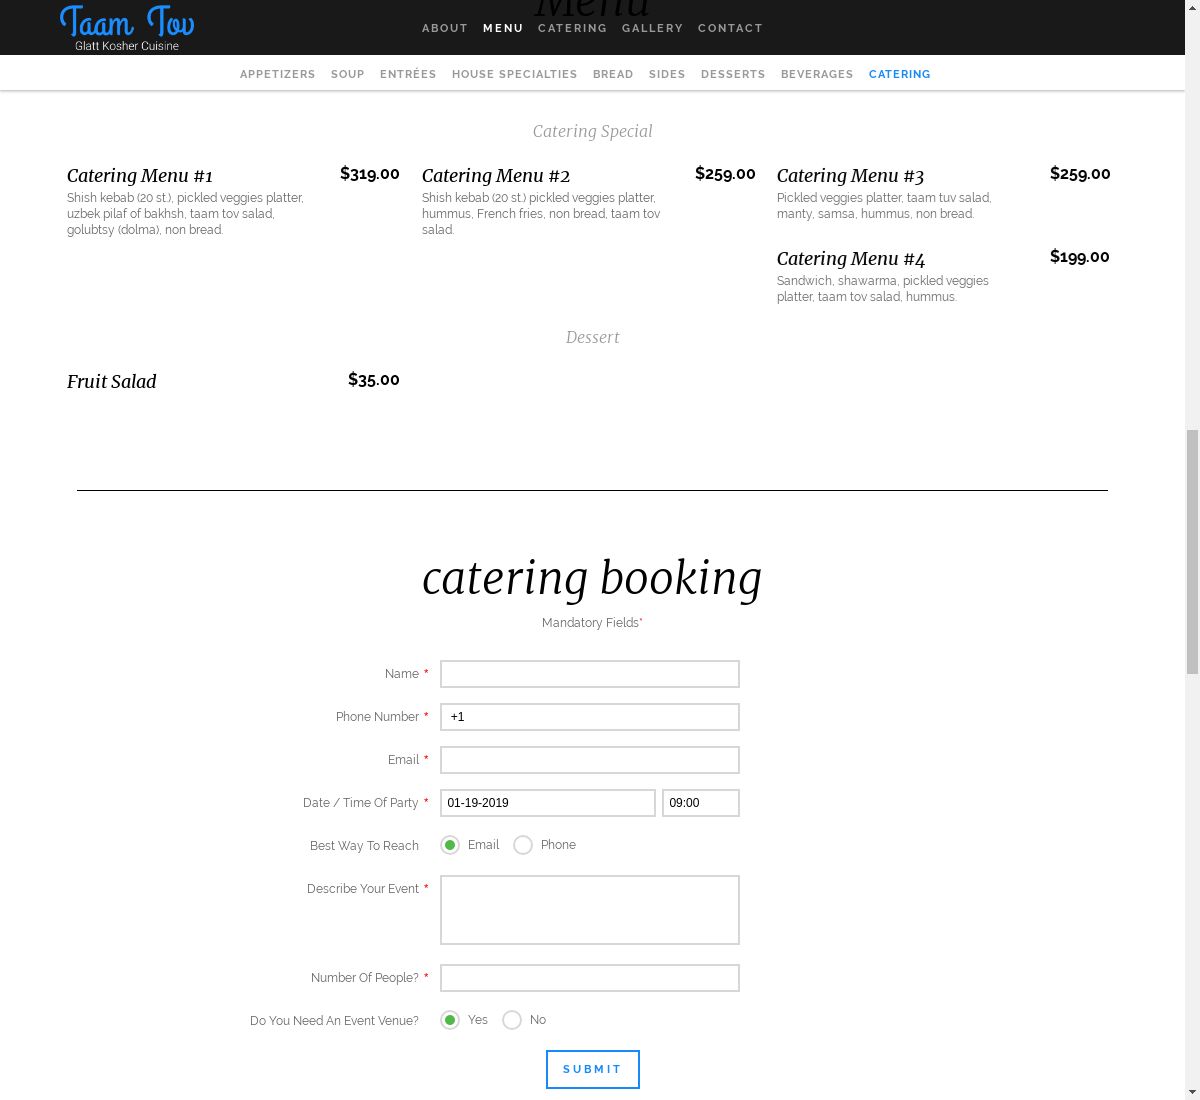 Menu
Taam Tov
Glatt Kosher Cuisine
ABOUT MENU CATERING GALLERY CONTACT
APPETIZERS SOUP ENTRÉES HOUSE SPECIALTIES BREAD SIDES DESSERTS BEVERAGES CATERING
Catering Special
Catering Menu #1 $319.00
Shish kebab (20 st.), pickled veggies platter,
uzbek pilaf of bakhsh, taam tov salad,
golubtsy (dolma), non bread.
Catering Menu #2 $259.00
Shish kebab (20 st.) pickled veggies platter,
hummus, French fries, non bread, taam tov
salad.
Catering Menu #3 $259.00
Pickled veggies platter, taam tuv salad,
manty, samsa, hummus, non bread.
Catering Menu #4 $199.00
Sandwich, shawarma, pickled veggies
platter, taam tov salad, hummus.
Dessert
Fruit Salad $35.00
catering booking
Mandatory Fields*
Name *
Phone Number * +1
Email *
Date / Time Of Party * 01-19-2019 09:00
Best Way To Reach Email Phone
Describe Your Event *
Number Of People? *
Do You Need An Event Venue? Yes No
SUBMIT